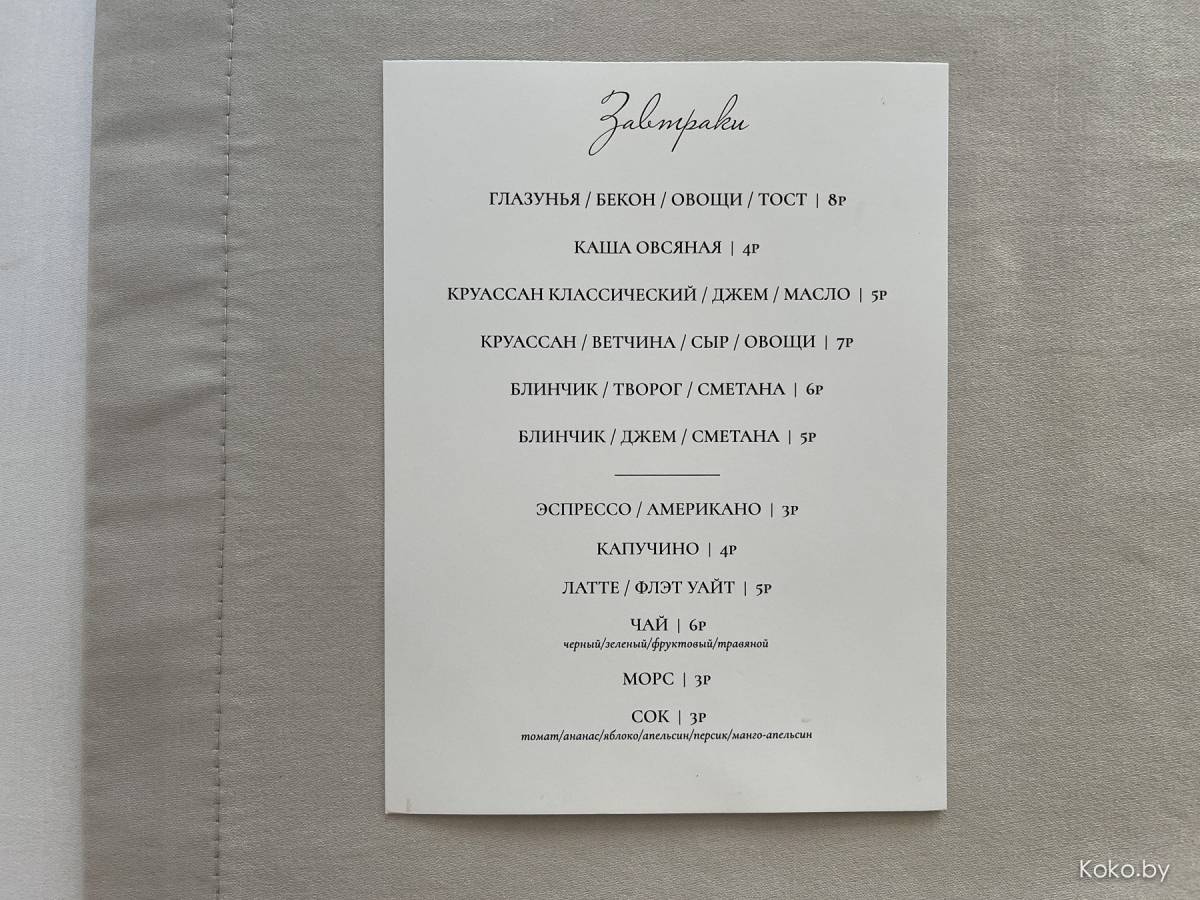 Завтраки
ГЛАЗУНЬЯ / БЕКОН / ОВОЩИ / ТОСТ | 8Р
КАША ОВСЯНАЯ | 4Р
КРУАССАН КЛАССИЧЕСКИЙ / ДЖЕМ / МАСЛО | 5Р
КРУАССАН / ВЕТЧИНА / СЫР / ОВОЩИ | 7Р
БЛИНЧИК / ТВОРОГ / СМЕТАНА | 6Р
БЛИНЧИК / ДЖЕМ / СМЕТАНА | 5Р
ЭСПРЕССО / АМЕРИКАНО | 3Р
КАПУЧИНО | 4Р
ЛАТТЕ / ФЛЭТ УАЙТ | 5Р
ЧАЙ | 6Р
черный/зеленый/фруктовый/травяной
МОРС | 3Р
СОК | 3Р
томат/ананас/яблоко/апельсин/персик/манго-апельсин
Koko.by